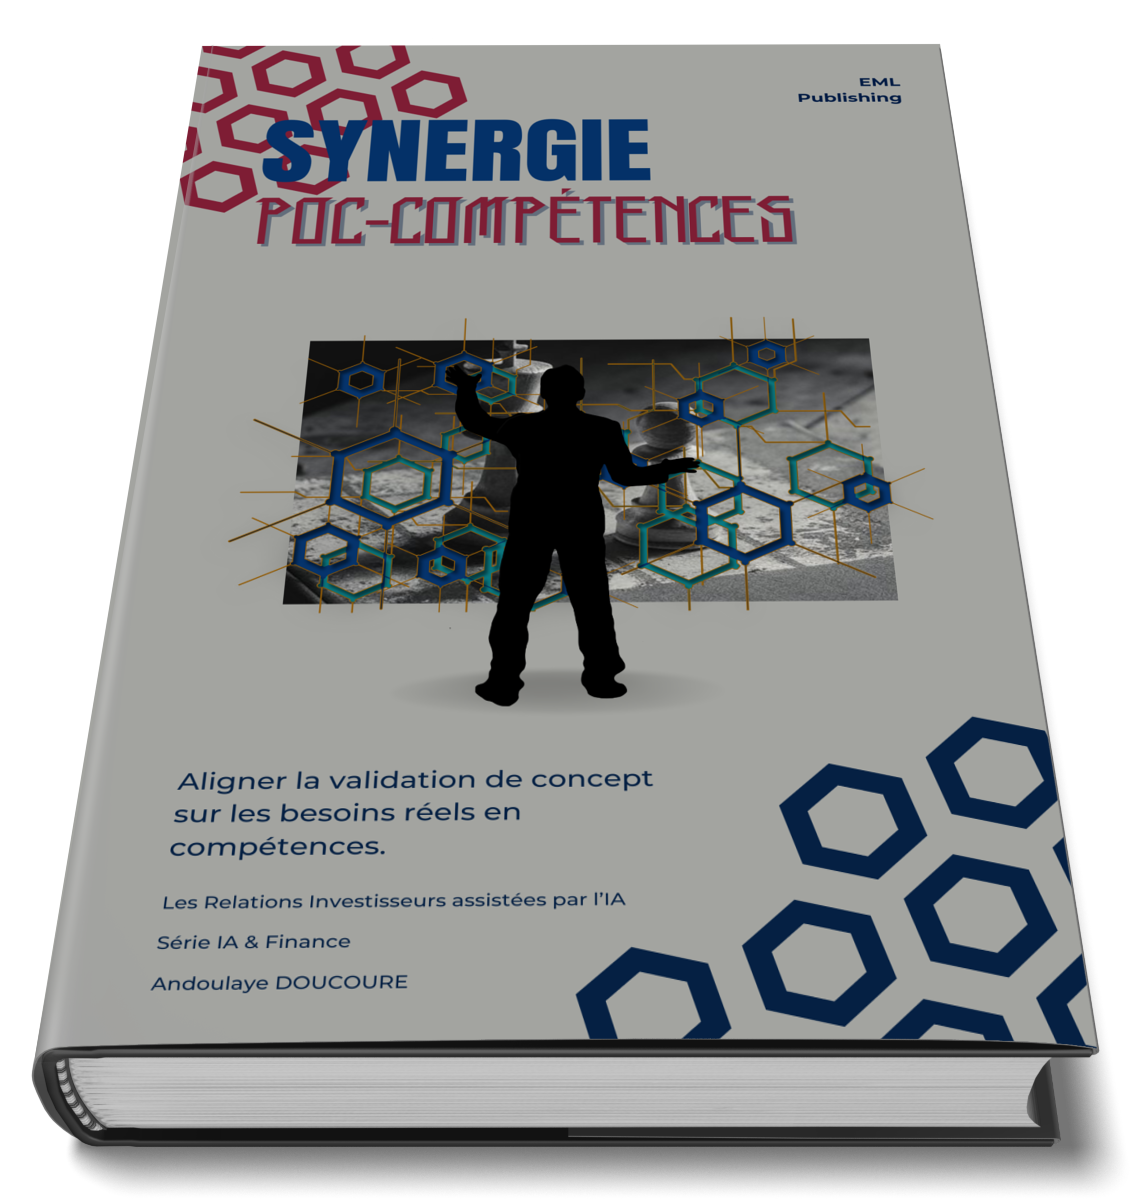 EML
Publishing
SYNERGIE
POC-COMPÉTENCES
Aligner la validation de concept
sur les besoins réels en
compétences.
Les Relations Investisseurs assistées par l’IA
Série IA & Finance
Andoulaye DOUCOURE